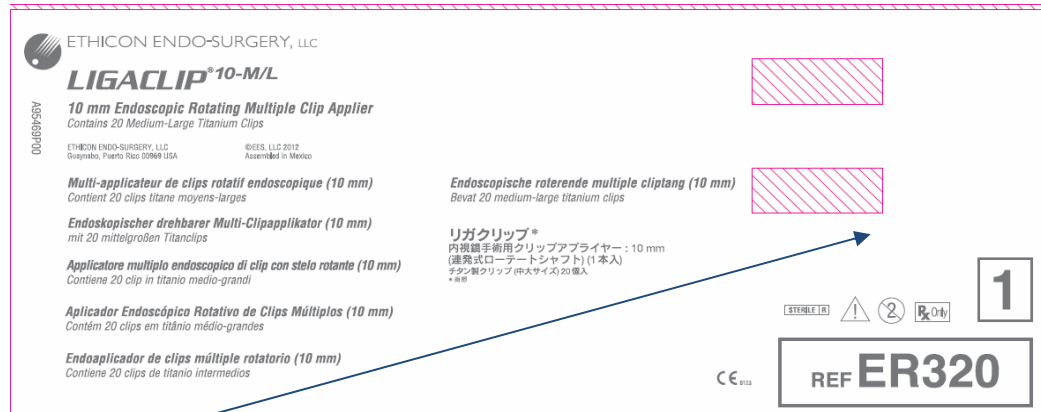 ETHICON ENDO-SURGERY, LLC
LIGACLIP®10-M/L
10 mm Endoscopic Rotating Multiple Clip Applier
Contains 20 Medium-Large Titanium Clips
A95469P00
ETHICON ENDO-SURGERY, LLC
Guaynabo, Puerto Rico 00969 USA
©EES, LLC 2012
Assembled in Mexico
Multi-applicateur de clips rotatif endoscopique (10 mm)
Contient 20 clips titane moyens-larges
Endoskopischer drehbarer Multi-Clipapplikator (10 mm)
mit 20 mittelgroßen Titanclips
Applicatore multiplo endoscopico di clip con stelo rotante (10 mm)
Contiene 20 clip in titanio medio-grandi
Aplicador Endoscópico Rotativo de Clips Múltiplos (10 mm)
Contém 20 clips em titânio médio-grandes
Endoaplicador de clips múltiple rotatorio (10 mm)
Contiene 20 clips de titanio intermedios
Endoscopische roterende multiple cliptang (10 mm)
Bevat 20 medium-large titanium clips
リガクリップ*
内視鏡手術用クリップアプライヤー : 10 mm
(連発式ローテートシャフト) (1本入)
チタン製クリップ (中大サイズ) 20個入
*商標
STERILE R
!
2
Rx Only
1
CE 0123
REF ER320